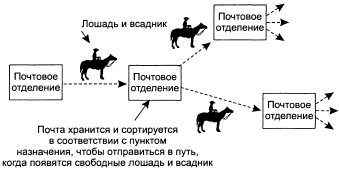 Лошадь и всадник
Почтовое
отделение
Почтовое
отделение
Почтовое
отделение
Почтовое
отделение
Почта хранится и сортируется
в соответствии с пунктом
назначения, чтобы отправиться в путь,
когда появятся свободные лошадь и всадник